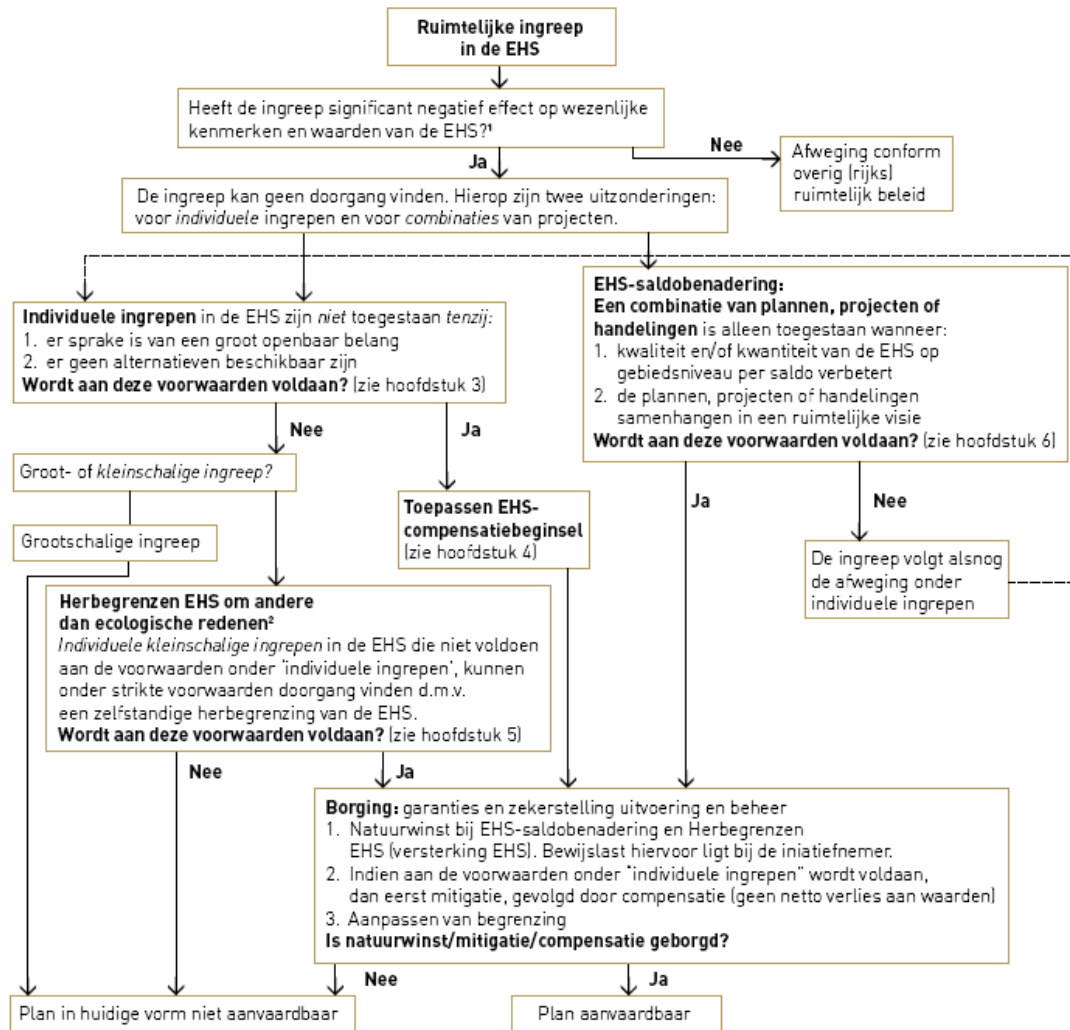 Ruimtelijke ingreep
in de EHS
Heeft de ingreep significant negatief effect op wezenlijke
kenmerken en waarden van de EHS?¹
Nee
Ja
Afweging conform
overig (rijks)
ruimtelijk beleid
De ingreep kan geen doorgang vinden. Hierop zijn twee uitzonderingen:
voor individuele ingrepen en voor combinaties van projecten.
Individuele ingrepen in de EHS zijn niet toegestaan tenzij:
1. er sprake is van een groot openbaar belang
2. er geen alternatieven beschikbaar zijn
Wordt aan deze voorwaarden voldaan? (zie hoofdstuk 3)
EHS-saldobenadering:
Een combinatie van plannen, projecten of
handelingen is alleen toegestaan wanneer:
1. kwaliteit en/of kwantiteit van de EHS op
gebiedsniveau per saldo verbetert
2. de plannen, projecten of handelingen
samenhangen in een ruimtelijke visie
Wordt aan deze voorwaarden voldaan? (zie hoofdstuk 6)
Nee
Ja
Groot- of kleinschalige ingreep?
Grootschalige ingreep
Toepassen EHS-
compensatiebeginsel
(zie hoofdstuk 4)
Ja
Nee
De ingreep volgt alsnog
de afweging onder
individuele ingrepen
Herbegrenzen EHS om andere
dan ecologische redenen²
Individuele kleinschalige ingrepen in de EHS die niet voldoen
aan de voorwaarden onder ‘individuele ingrepen’, kunnen
onder strikte voorwaarden doorgang vinden d.m.v.
een zelfstandige herbegrenzing van de EHS.
Wordt aan deze voorwaarden voldaan? (zie hoofdstuk 5)
Nee
Ja
Borging: garanties en zekerstelling uitvoering en beheer
1. Natuurwinst bij EHS-saldobenadering en Herbegrenzen
EHS (versterking EHS). Bewijslast hiervoor ligt bij de iniatiefnemer.
2. Indien aan de voorwaarden onder “individuele ingrepen” wordt voldaan,
dan eerst mitigatie, gevolgd door compensatie (geen netto verlies aan waarden)
3. Aanpassen van begrenzing
Is natuurwinst/mitigatie/compensatie geborgd?
Nee
Ja
Plan in huidige vorm niet aanvaardbaar
Plan aanvaardbaar